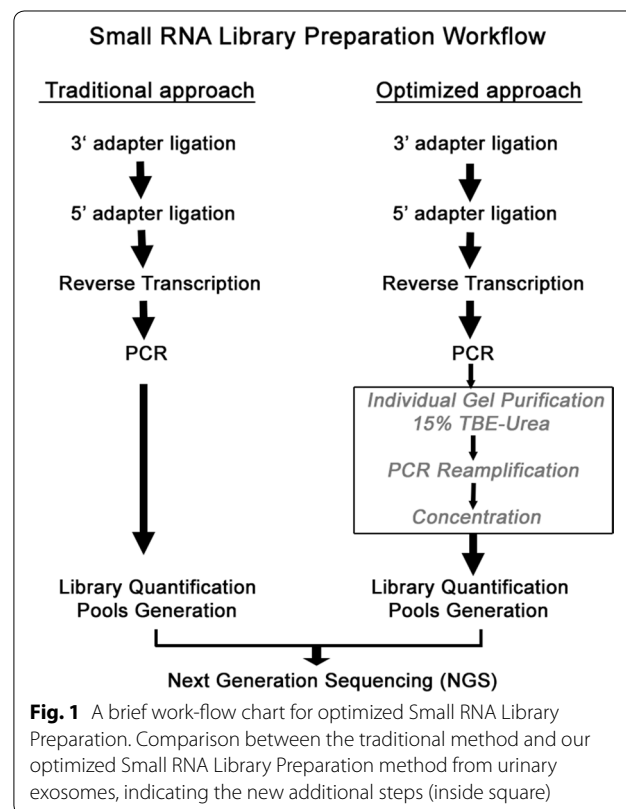 Small RNA Library Preparation Workflow
Traditional approach
3‘ adapter ligation
5' adapter ligation
Reverse Transcription
PCR
Library Quantification
Pools Generation
Optimized approach
3' adapter ligation
5' adapter ligation
Reverse Transcription
PCR
Individual Gel Purification
15% TBE-Urea
PCR Reamplification
Concentration
Library Quantification
Pools Generation
Next Generation Sequencing (NGS)
Fig. 1 A brief work-flow chart for optimized Small RNA Library
Preparation. Comparison between the traditional method and our
optimized Small RNA Library Preparation method from urinary
exosomes, indicating the new additional steps (inside square)